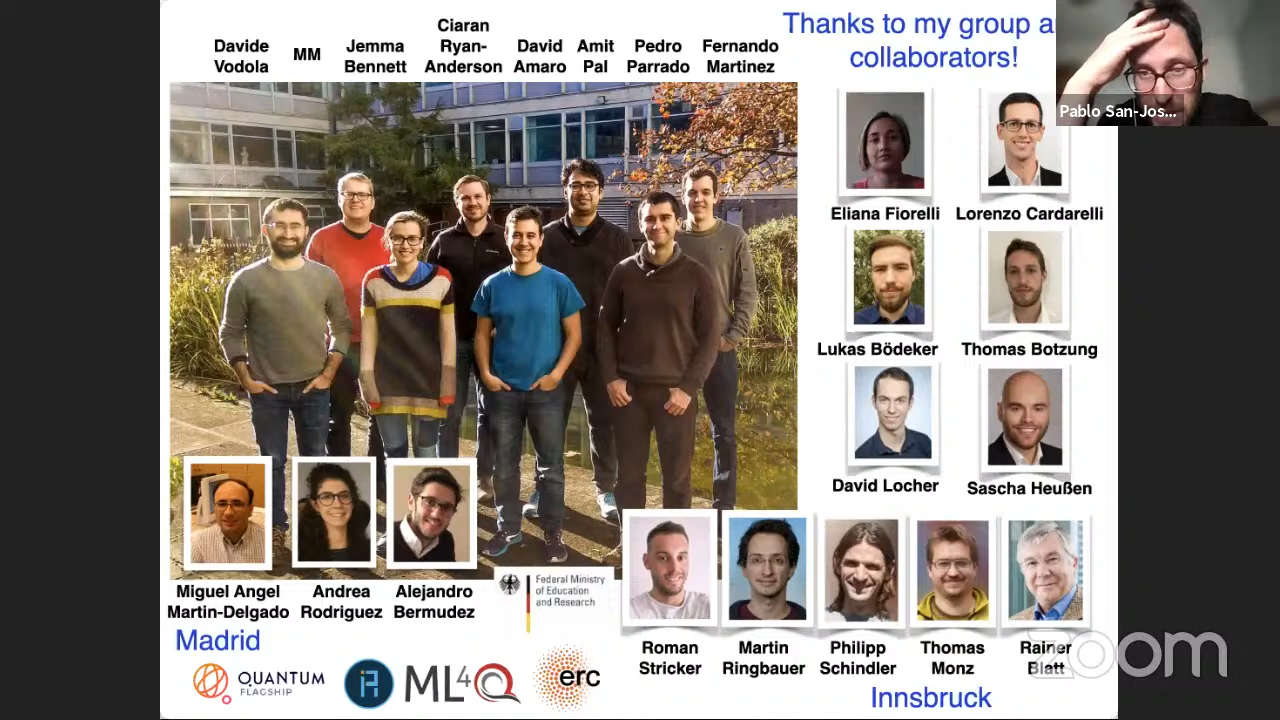 Davide
Vodola
MM
Jemma
Bennett
Ciaran
Ryan-
Anderson
David
Amaro
Amit
Pal
Pedro
Parrado
Fernando
Martinez
Thanks to my group a
collaborators!
Pablo San-Jos...
Eliana Fiorelli
Lorenzo Cardarelli
Lukas Bödeker
Thomas Botzung
David Locher
Sascha Heußen
Miguel Angel
Martin-Delgado
Andrea
Rodriguez
Alejandro
Bermudez
Madrid
Federal Ministry
of Education
and Research
Roman
Stricker
Martin
Ringbauer
Philipp
Schindler
Thomas
Monz
Rainer
Blatt
Innsbruck
QUANTUM
FLAGSHIP
ML4Q
erc
zoom